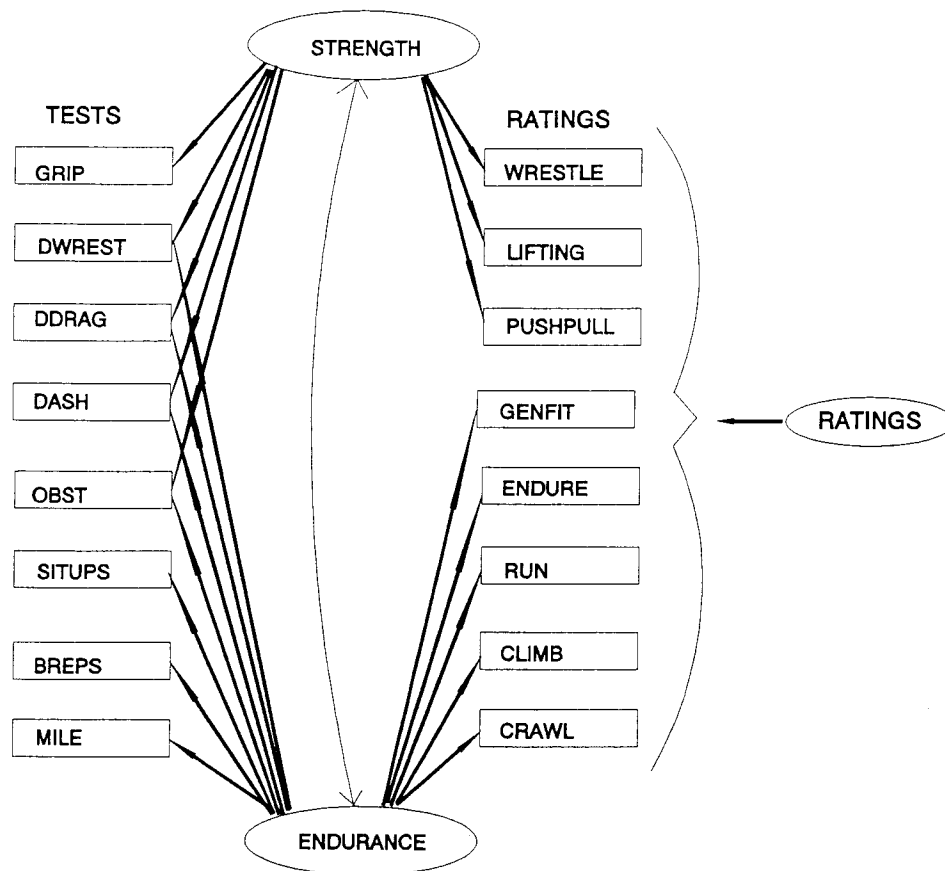 STRENGTH
TESTS
RATINGS
GRIP
WRESTLE
DWREST
LIFTING
DDRAG
PUSHPULL
DASH
GENFIT
RATINGS
OBST
ENDURE
SITUPS
RUN
BREPS
CLIMB
MILE
CRAWL
ENDURANCE